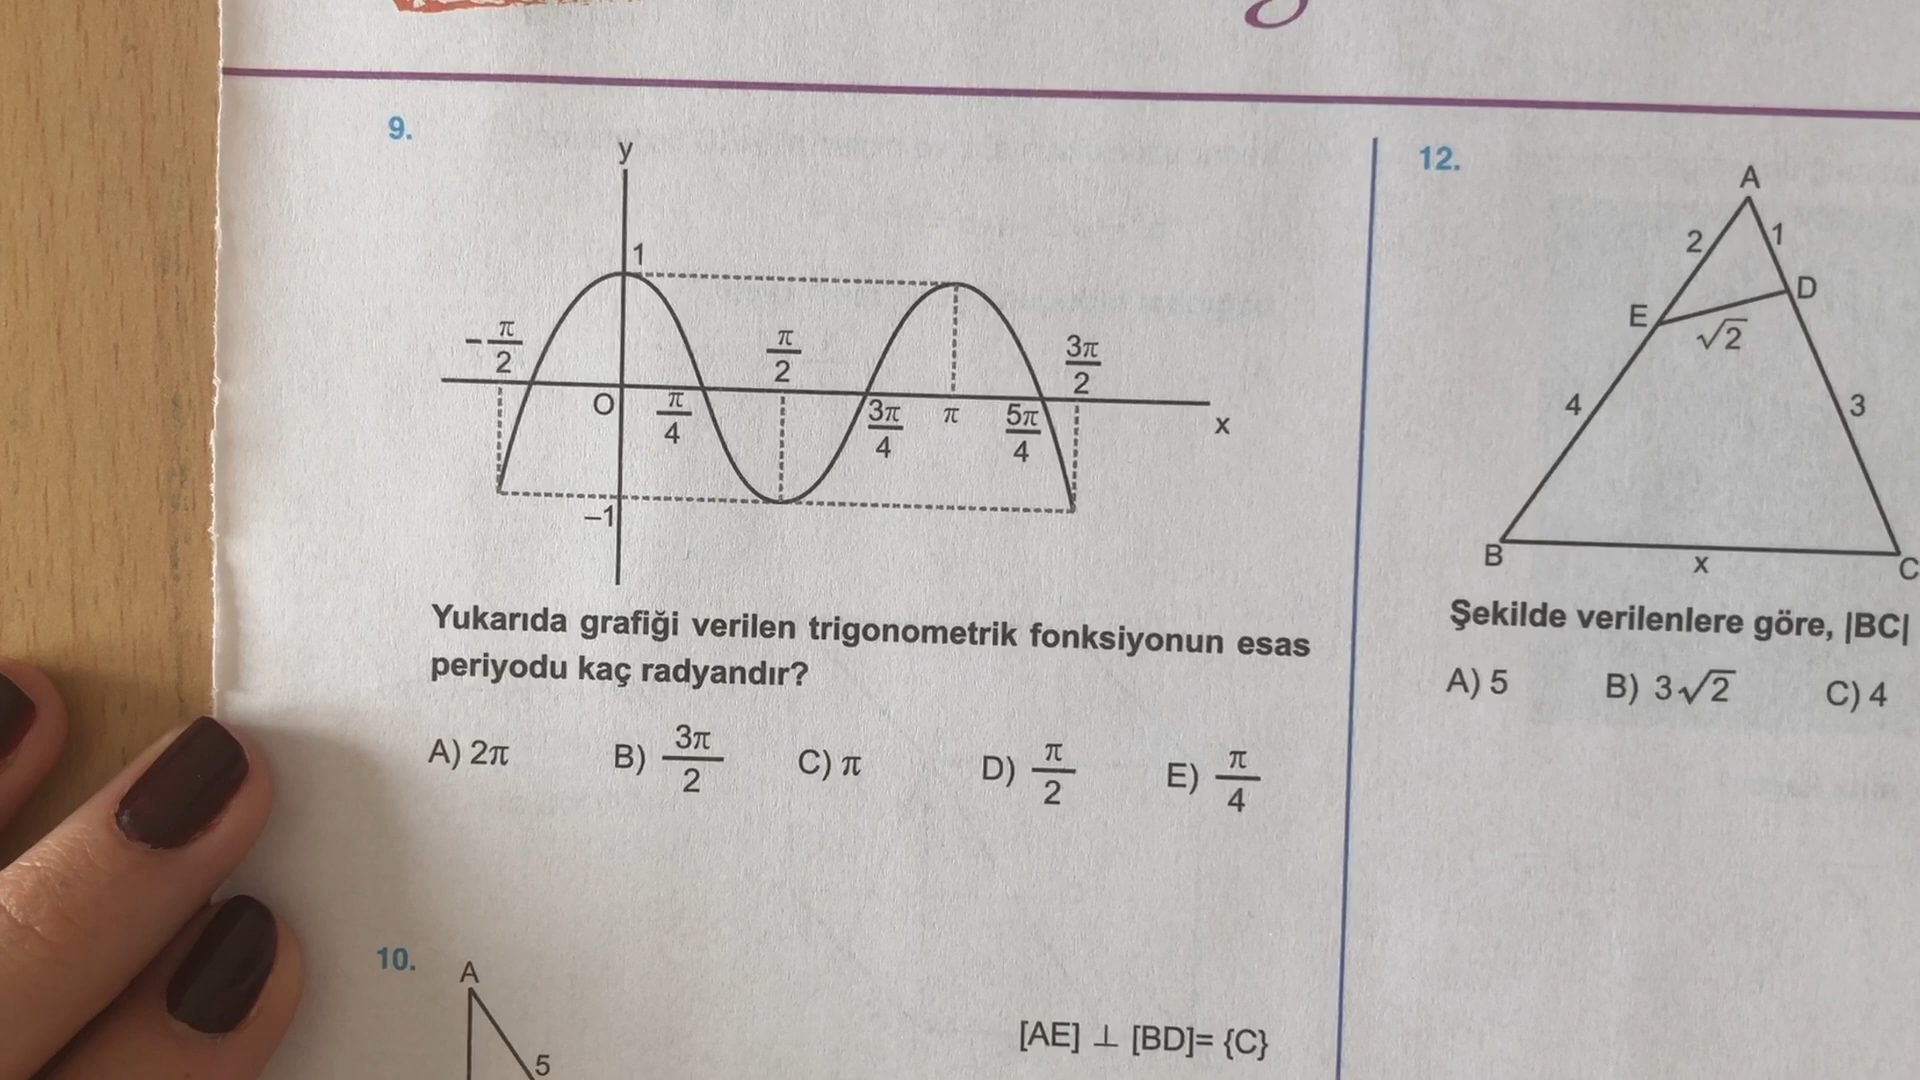 9.
y
1
-π/2
π/2
3π/2
O
π/4
3π/4
π
5π/4
x
–1
Yukarıda grafiği verilen trigonometrik fonksiyonun esas
periyodu kaç radyandır?
A) 2π B) 3π/2 C) π D) π/2 E) π/4
10.
A
5
[AE] ⊥ [BD]= {C}
12.
A
2 1
E D
√2
4 3
B x C
Şekilde verilenlere göre, |BC|
A) 5 B) 3√2 C) 4